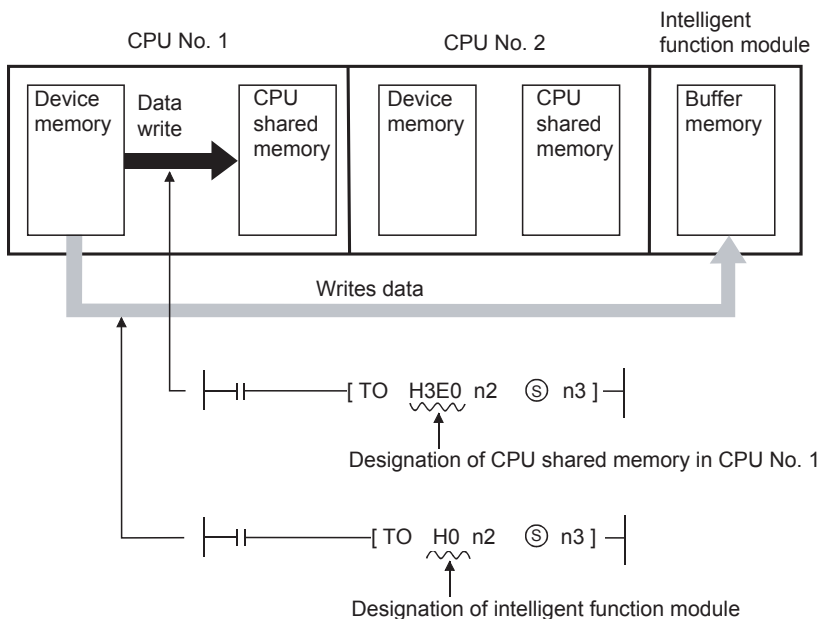 CPU No. 1
CPU No. 2
Intelligent
function module
Device
memory
Data
write
CPU
shared
memory
Device
memory
CPU
shared
memory
Buffer
memory
Writes data
[ TO H3E0 n2 Ⓢ n3 ]
Designation of CPU shared memory in CPU No. 1
[ TO H0 n2 Ⓢ n3 ]
Designation of intelligent function module